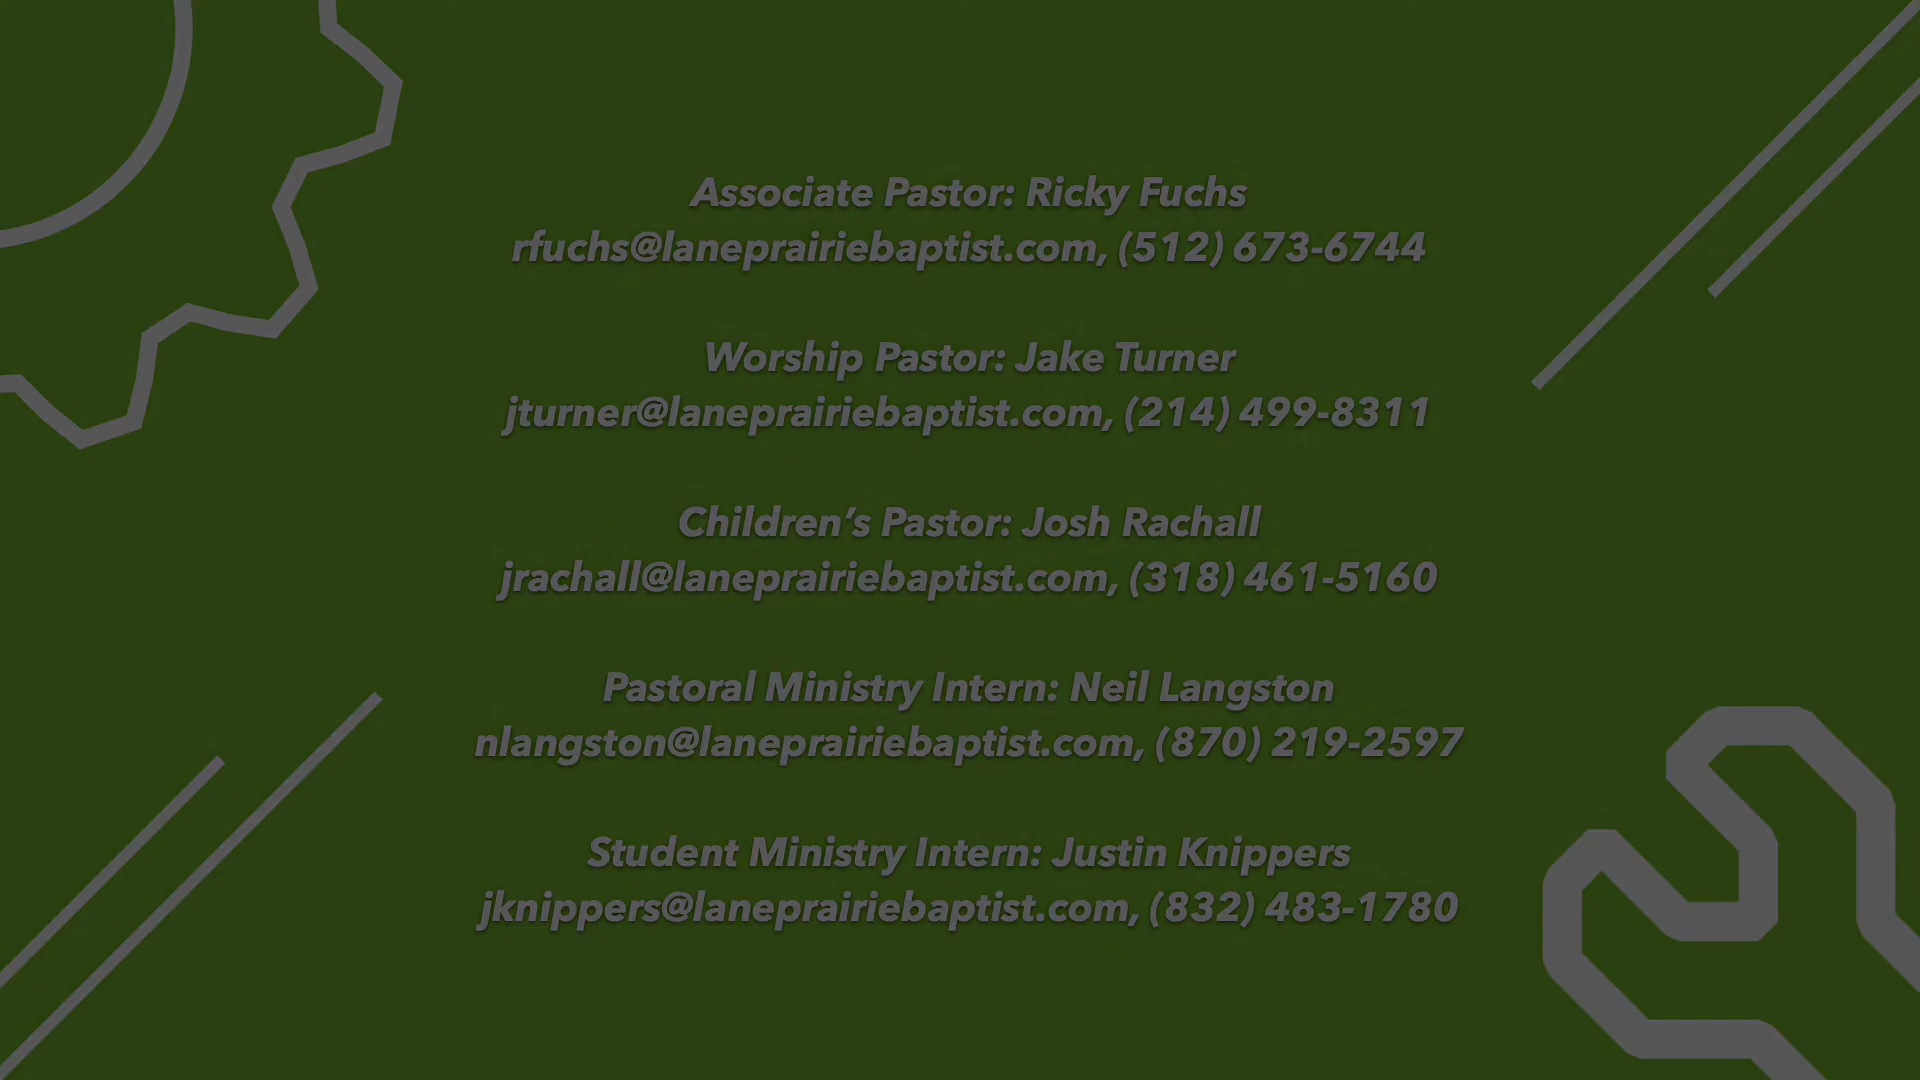 Associate Pastor: Ricky Fuchs
rfuchs@laneprairiebaptist.com, (512) 673-6744
Worship Pastor: Jake Turner
jturner@laneprairiebaptist.com, (214) 499-8311
Children’s Pastor: Josh Rachall
jrachall@laneprairiebaptist.com, (318) 461-5160
Pastoral Ministry Intern: Neil Langston
nlangston@laneprairiebaptist.com, (870) 219-2597
Student Ministry Intern: Justin Knippers
jknippers@laneprairiebaptist.com, (832) 483-1780